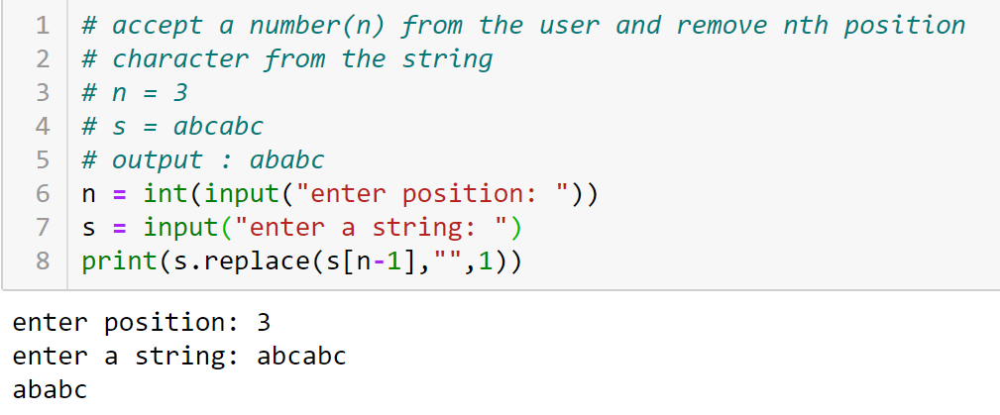 1 # accept a number(n) from the user and remove nth position
2 # character from the string
3 # n = 3
4 # s = abcabc
5 # output : ababc
6 n = int(input("enter position: "))
7 s = input("enter a string: ")
8 print(s.replace(s[n-1],"",1))
enter position: 3
enter a string: abcabc
ababc